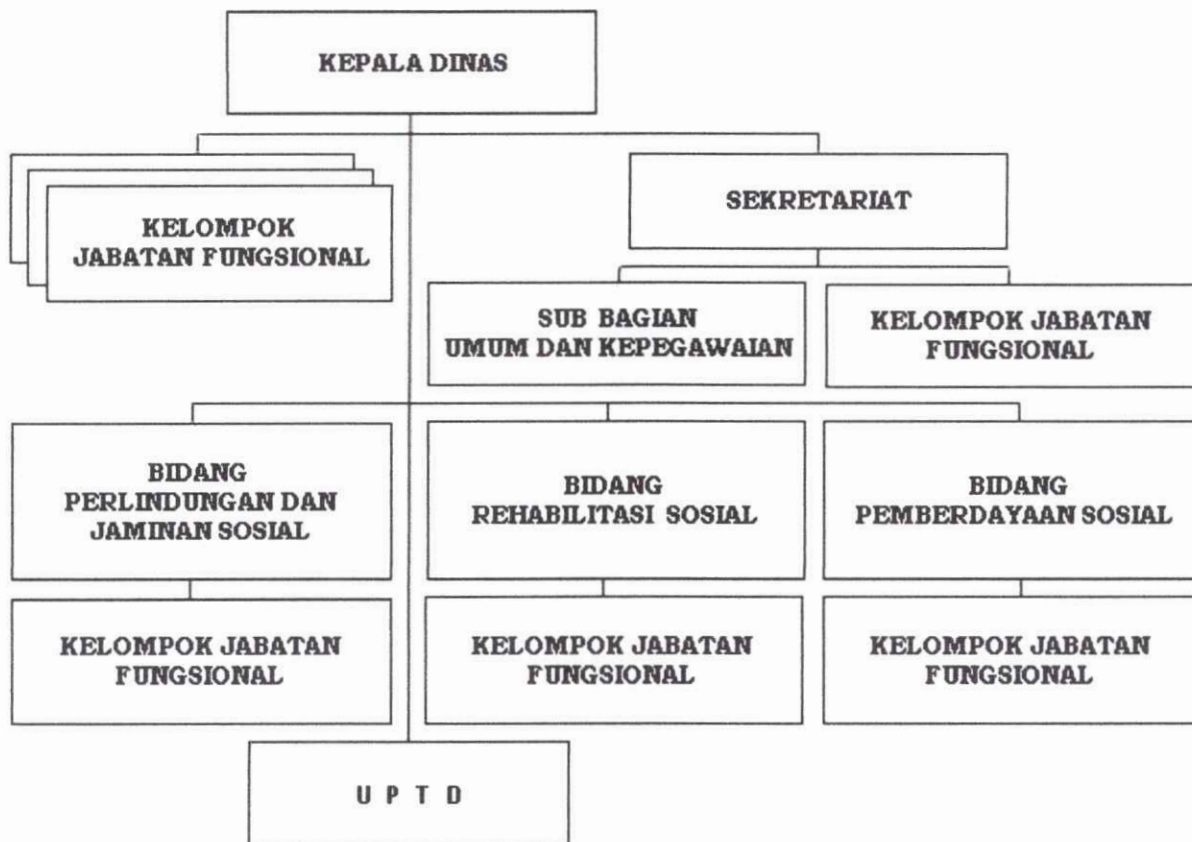 KEPALA DINAS
KELOMPOK
JABATAN FUNGSIONAL
SEKRETARIAT
SUB BAGIAN
UMUM DAN KEPEGAWAIAN
KELOMPOK JABATAN
FUNGSIONAL
BIDANG
PERLINDUNGAN DAN
JAMINAN SOSIAL
BIDANG
REHABILITASI SOSIAL
BIDANG
PEMBERDAYAAN SOSIAL
KELOMPOK JABATAN
FUNGSIONAL
KELOMPOK JABATAN
FUNGSIONAL
KELOMPOK JABATAN
FUNGSIONAL
U P T D